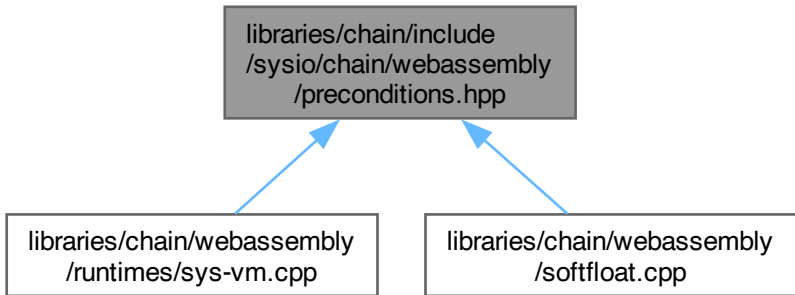 libraries/chain/include
/sysio/chain/webassembly
/preconditions.hpp
libraries/chain/webassembly
/runtimes/sys-vm.cpp
libraries/chain/webassembly
/softfloat.cpp